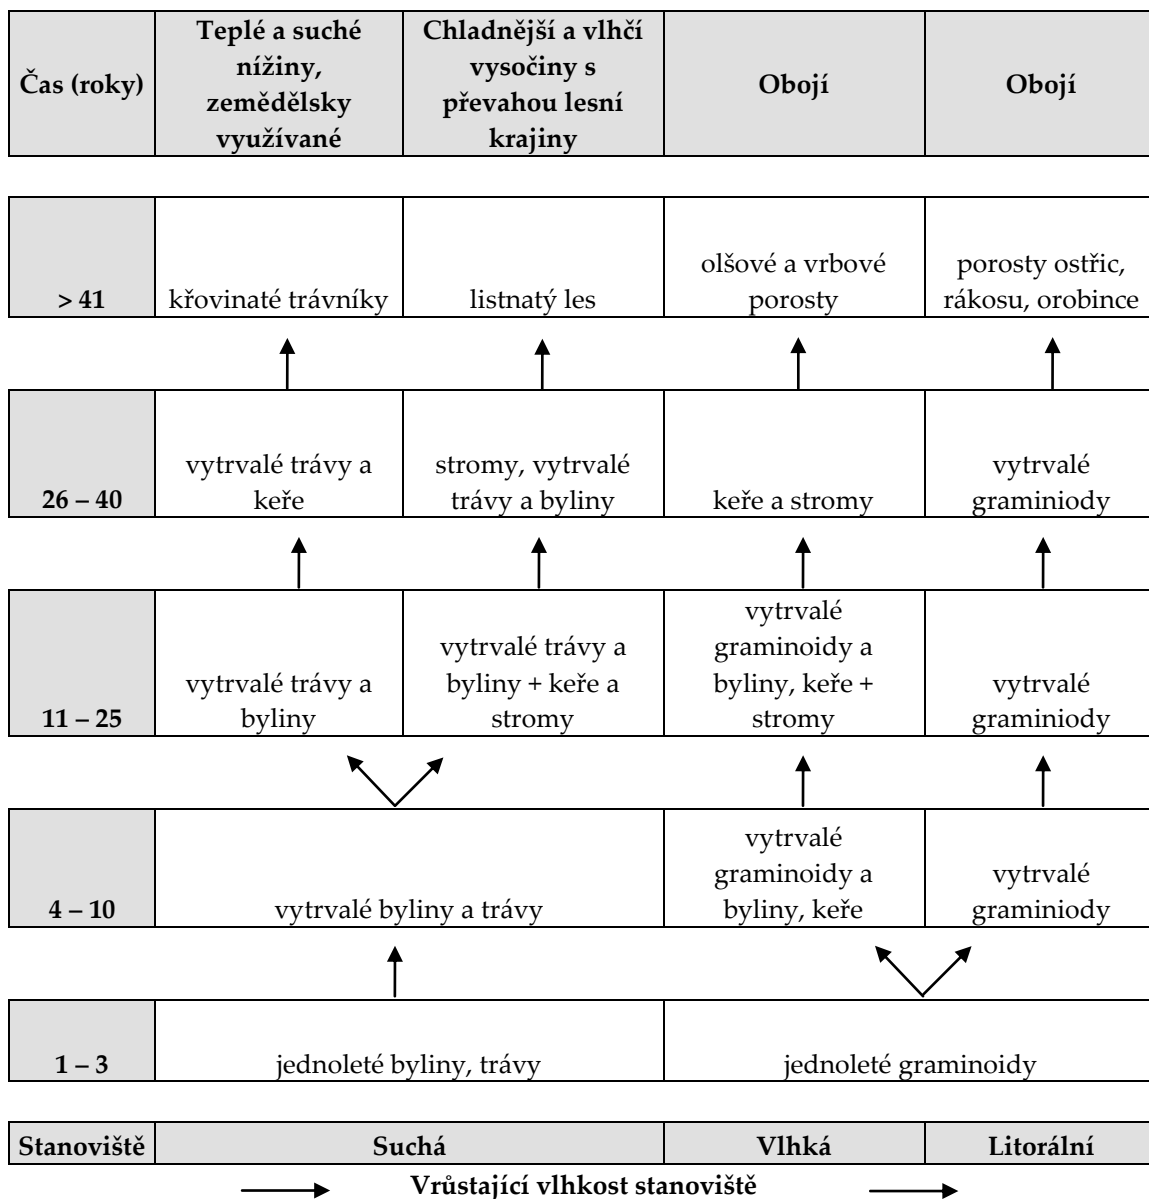 Čas (roky)
Teplé a suché
nížiny,
zemědělsky
využívané
Chladnější a vlhčí
vysočiny s
převahou lesní
krajiny
Obojí
Obojí
> 41
křovinaté trávníky
listnatý les
olšové a vrbové
porosty
porosty ostřic,
rákosu, orobince
26 – 40
vytrvalé trávy a
keře
stromy, vytrvalé
trávy a byliny
keře a stromy
vytrvalé
graminiody
11 – 25
vytrvalé trávy a
byliny
vytrvalé trávy a
byliny + keře a
stromy
vytrvalé
graminoidy a
byliny, keře +
stromy
vytrvalé
graminiody
4 – 10
vytrvalé byliny a trávy
vytrvalé
graminoidy a
byliny, keře
vytrvalé
graminiody
1 – 3
jednoleté byliny, trávy
jednoleté graminoidy
Stanoviště
Suchá
Vlhká
Litorální
Vrůstající vlhkost stanoviště